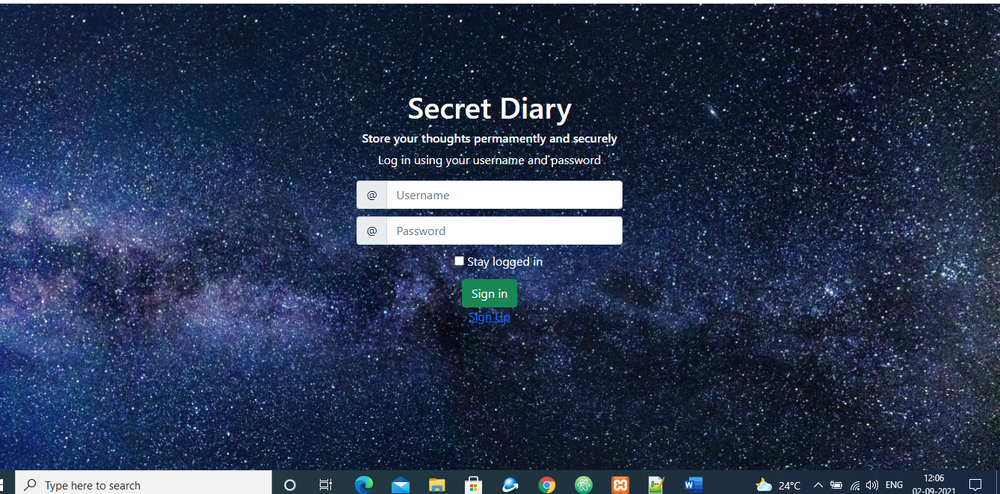 Secret Diary
Store your thoughts permamently and securely
Log in using your username and password
@ Username
@ Password
Stay logged in
Sign in
Sign Up
Type here to search
24°C
ENG
12:06
02-09-2021